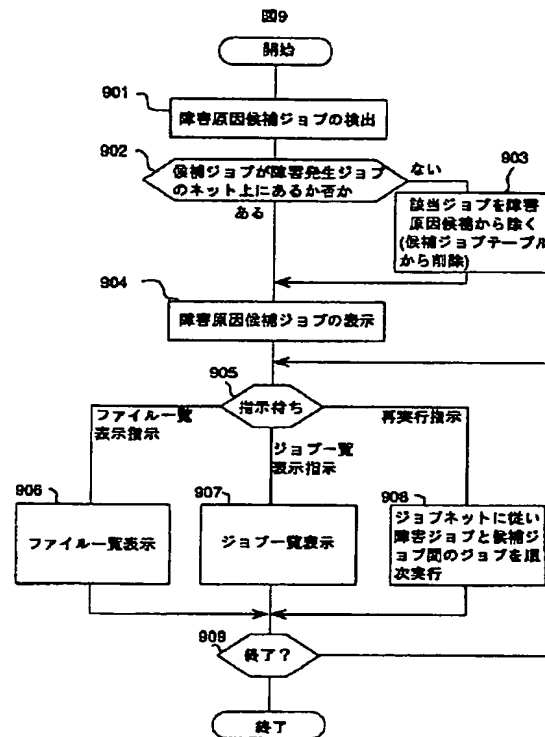 図9
開始
901
障害原因候補ジョブの検出
902
候補ジョブが障害発生ジョブ
のネット上にあるか否か
ない
ある
903
該当ジョブを障害
原因候補から除く
(候補ジョブテーブル
から削除)
904
障害原因候補ジョブの表示
905
指示待ち
ファイル一覧
表示指示
ジョブ一覧
表示指示
再実行指示
906
ファイル一覧表示
907
ジョブ一覧表示
908
ジョブネットに従い
障害ジョブと候補ジ
ョブ間のジョブを順
次実行
909
終了？
終了